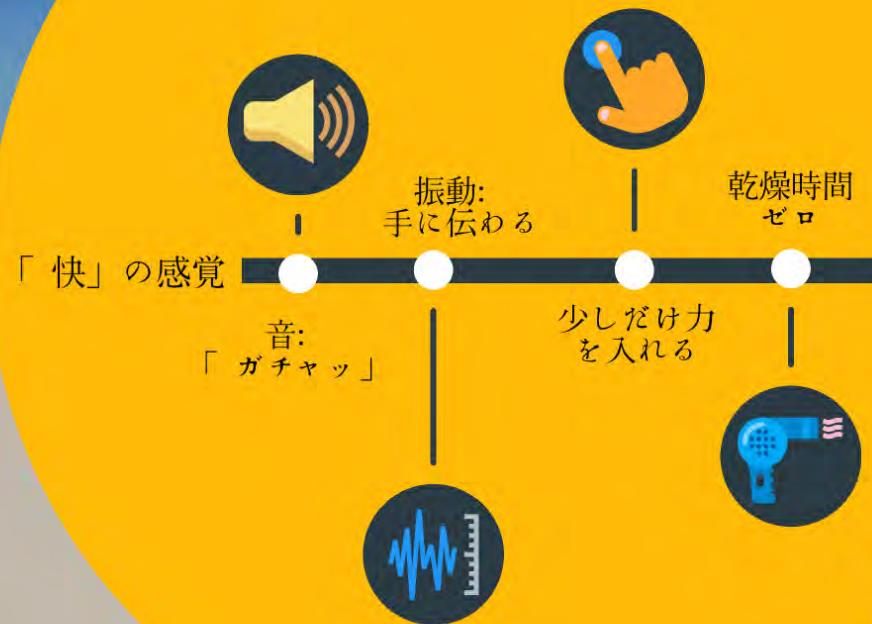 「 快」の感覚
音:
「 ガチャッ 」
振動:
手に伝わる
少しだけ力
を入れる
乾燥時間
ゼロ